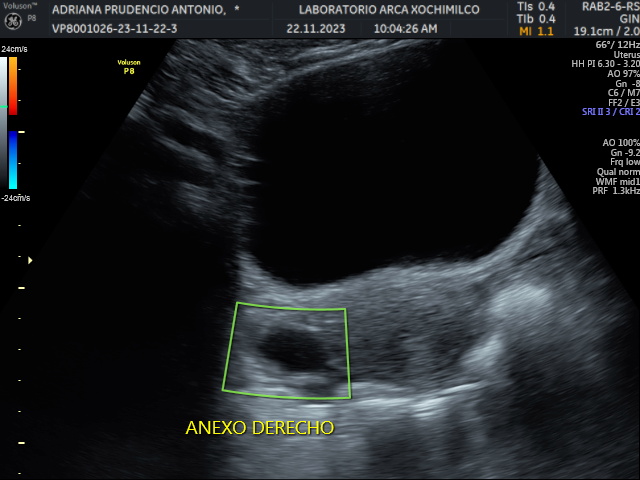 Voluson™
ADRIANA PRUDENCIO ANTONIO, *
LABORATORIO ARCA XOCHIMILCO
TIs 0.4
RAB2-6-RS
VP8001026-23-11-22-3
22.11.2023
10:04:26 AM
TIb 0.4
GIN
MI 1.1
19.1cm / 2.0
24cm/s
-24cm/s
Voluson
P8
66°/ 12Hz
Uterus
HH PI 6.30 - 3.20
AO 97%
Gn -8
C6 / M7
FF2 / E3
SRI II 3 / CRI 2
AO 100%
Gn -9.2
Frq low
Qual norm
WMF mid1
PRF 1.3kHz
ANEXO DERECHO